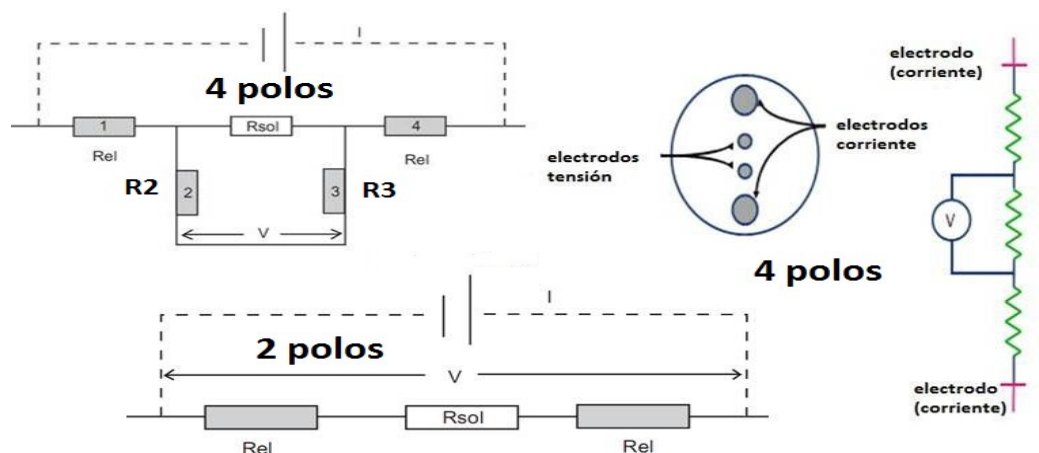 I
4 polos
1
Rsol
4
Rel
Rel
R2
2
3
R3
V
electrodos
tensión
electrodos
corriente
4 polos
electrodo
(corriente)
V
electrodo
(corriente)
I
2 polos
V
Rsol
Rel
Rel